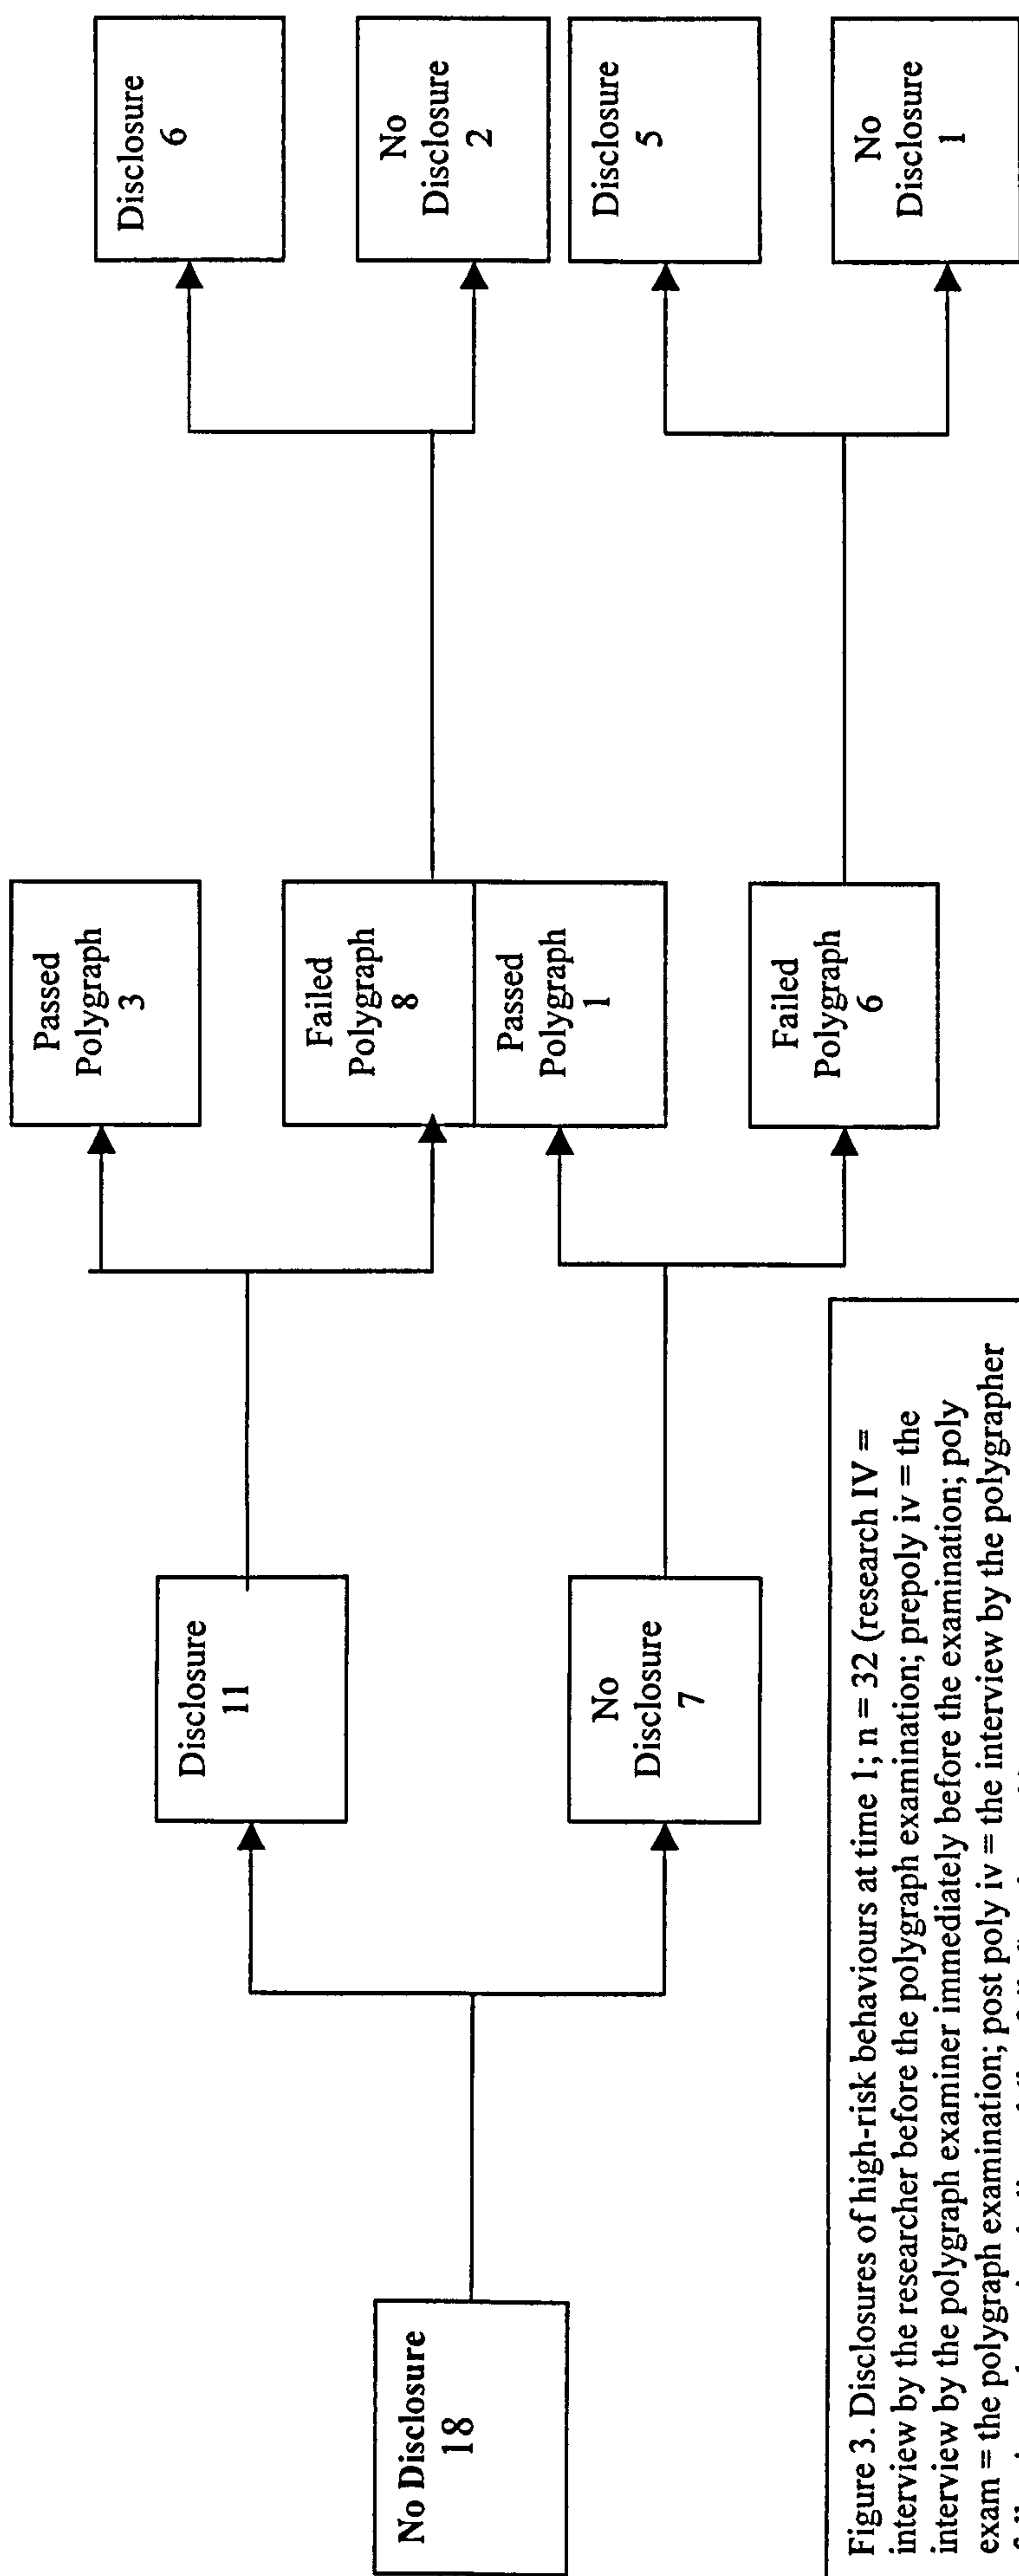 No Disclosure
18
Disclosure
11
No
Disclosure
7
Passed
Polygraph
3
Failed
Polygraph
8
Passed
Polygraph
1
Failed
Polygraph
6
Disclosure
6
No
Disclosure
2
Disclosure
5
No
Disclosure
1
Figure 3. Disclosures of high-risk behaviours at time 1; n = 32 (research IV =
interview by the researcher before the polygraph examination; prepoly iv = the
interview by the polygraph examiner immediately before the examination; poly
exam = the polygraph examination; post poly iv = the interview by the polygrapher